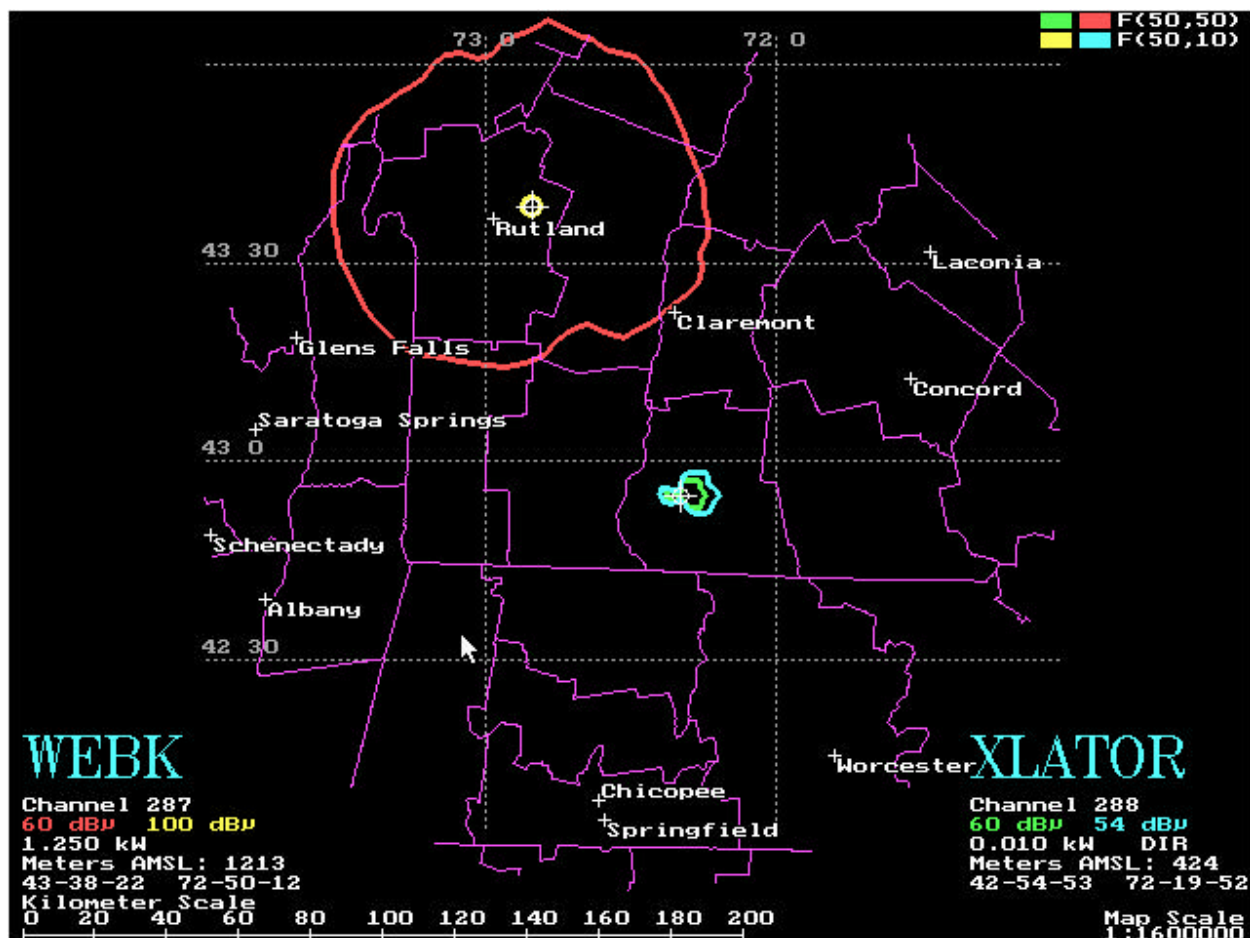 F(50,50)
F(50,10)
73 0
72 0
Rutland
43 30
Laconia
Claremont
Glens Falls
Concord
Saratoga Springs
43 0
Schenectady
Albany
42 30
WEBK
XLATOR
Worcester
Chicopee
Springfield
Channel 287
60 dBµ 100 dBµ
1.250 kW
Meters AMSL: 1213
43-38-22 72-50-12
Kilometer Scale
0 20 40 60 80 100 120 140 160 180 200
Channel 288
60 dBµ 54 dBµ
0.010 kW DIR
Meters AMSL: 424
42-54-53 72-19-52
Map Scale
1:1600000